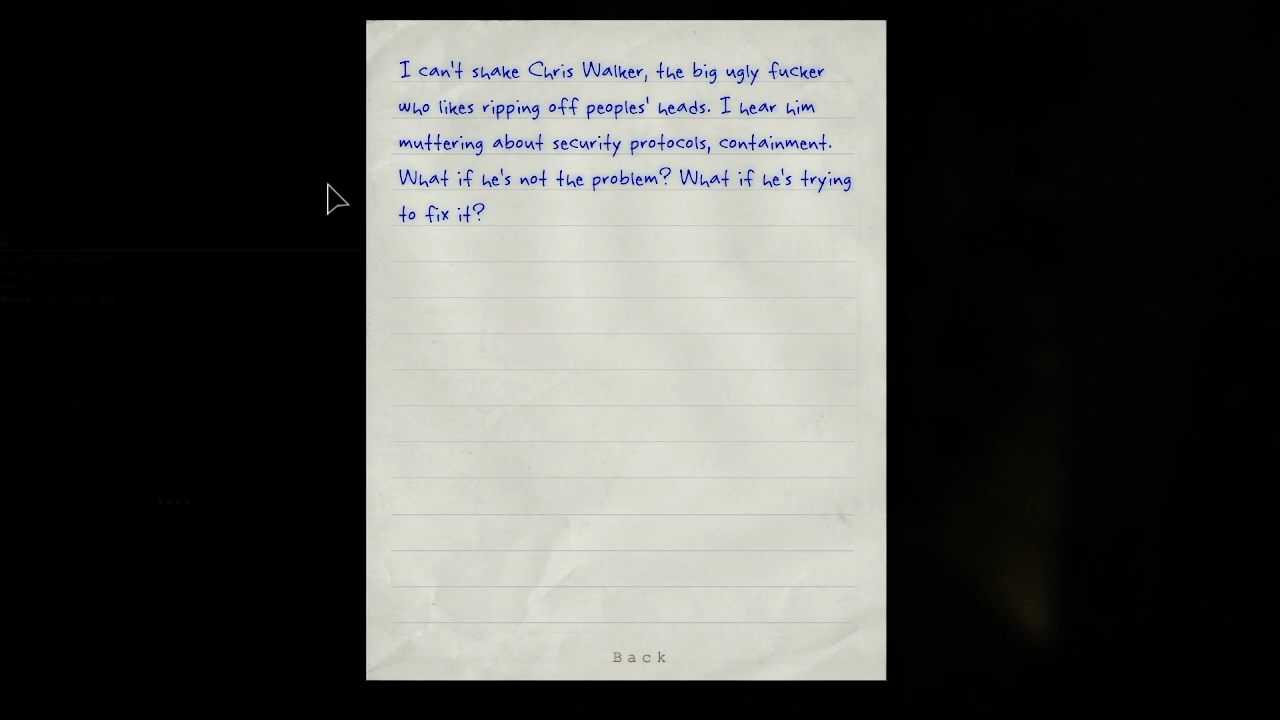 I can't shake Chris Walker, the big ugly fucker
who likes ripping off peoples' heads. I hear him
muttering about security protocols, containment.
What if he's not the problem? What if he's trying
to fix it?
Back